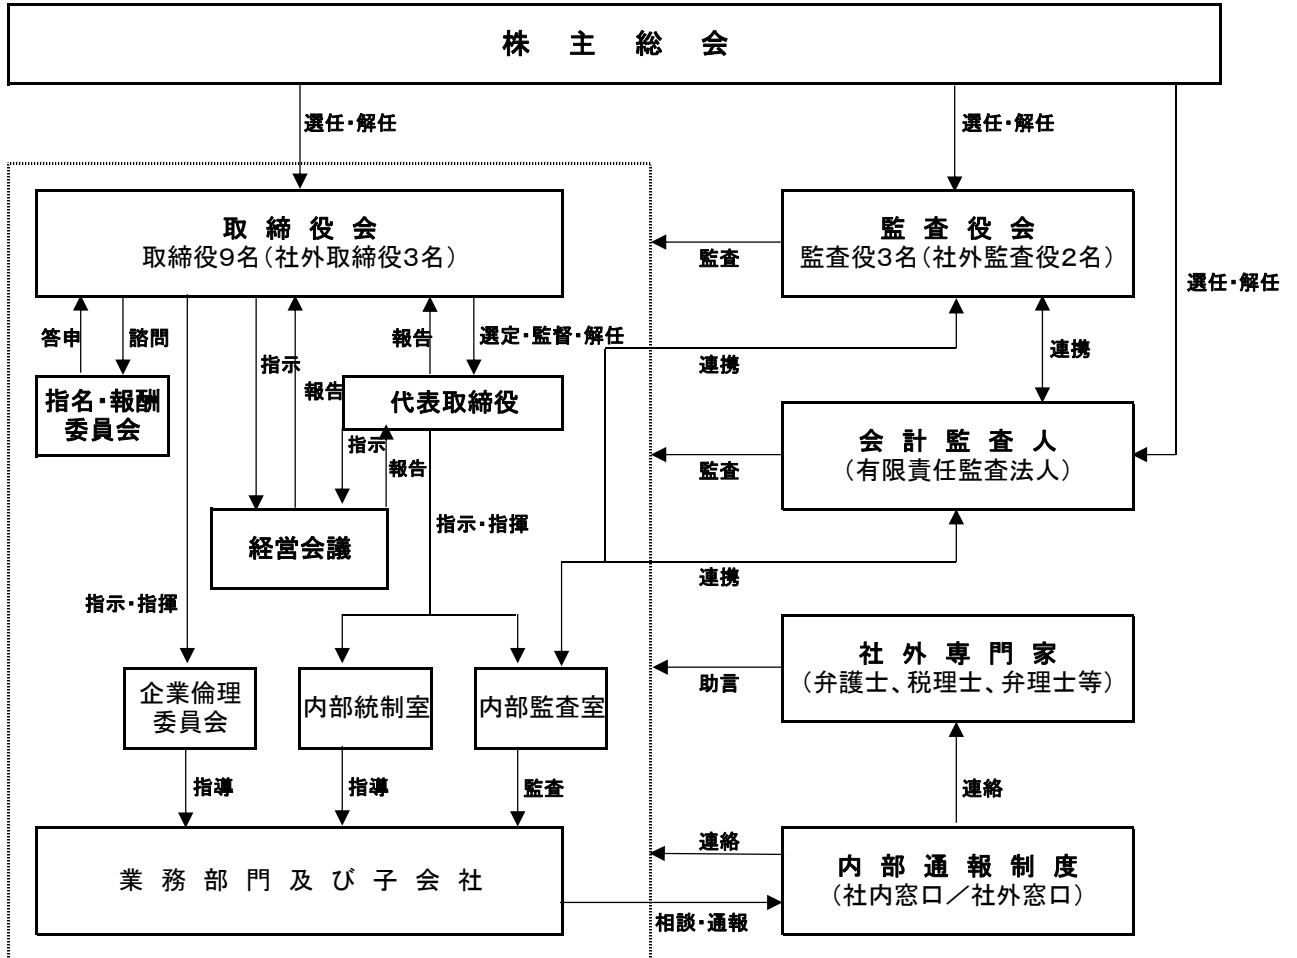 株主総会
選任・解任
選任・解任
取締役会
取締役9名(社外取締役3名)
監査
監査役会
監査役3名(社外監査役2名)
選任・解任
答申
諮問
指示
報告
報告
選定・監督・解任
連携
連携
指名・報酬
委員会
代表取締役
指示
報告
監査
会計監査人
(有限責任監査法人)
経営会議
指示・指揮
連携
指示・指揮
助言
社外専門家
(弁護士、税理士、弁理士等)
企業倫理
委員会
内部統制室
内部監査室
指導
指導
監査
連絡
業務部門及び子会社
連絡
内部通報制度
(社内窓口/社外窓口)
相談・通報